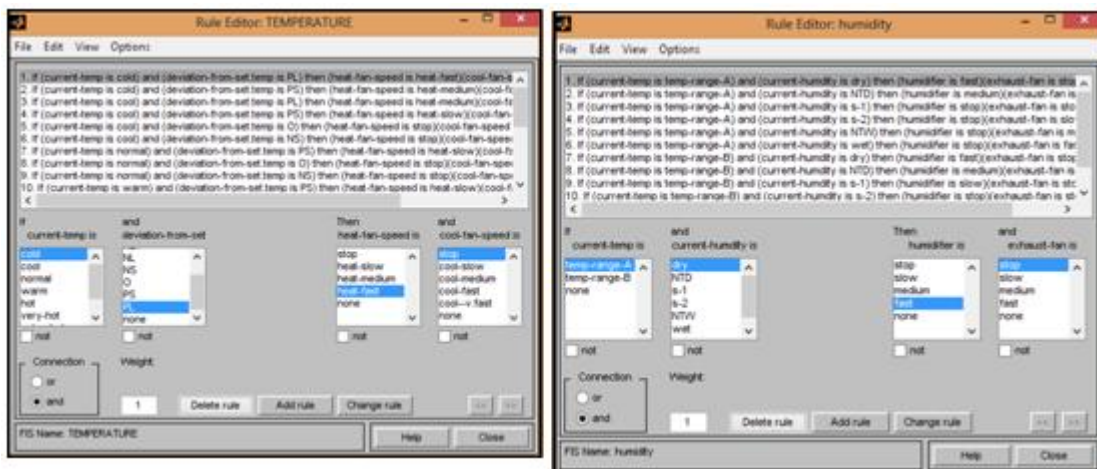 Rule Editor: TEMPERATURE
File Edit View Options
1. If (current-temp is cold) and (deviation-from-set.temp is PL) then (heat-fan-speed is heat-fast)(cool-fan-s
2. If (current-temp is cold) and (deviation-from-set.temp is PS) then (heat-fan-speed is heat-medium)(cool-f
3. If (current-temp is cool) and (deviation-from-set.temp is PL) then (heat-fan-speed is heat-medium)(cool-f
4. If (current-temp is cool) and (deviation-from-set.temp is PS) then (heat-fan-speed is heat-slow)(cool-fan
5. If (current-temp is cool) and (deviation-from-set.temp is O) then (heat-fan-speed is stop)(cool-fan-speed
6. If (current-temp is cool) and (deviation-from-set.temp is NS) then (heat-fan-speed is stop)(cool-fan-spee
7. If (current-temp is normal) and (deviation-from-set.temp is PS) then (heat-fan-speed is heat-slow)(cool-f
8. If (current-temp is normal) and (deviation-from-set.temp is O) then (heat-fan-speed is stop)(cool-fan-spe
9. If (current-temp is normal) and (deviation-from-set.temp is NS) then (heat-fan-speed is stop)(cool-fan-sp
10. If (current-temp is warm) and (deviation-from-set.temp is PS) then (heat-fan-speed is heat-slow)(cool-f
If and Then and
current-temp is deviation-from-set heat-fan-speed is cool-fan-speed is
cold NL stop stop
cool NS heat-slow cool-slow
normal O heat-medium cool-medium
warm PS heat-fast cool-fast
hot PL none cool--v.fast
very-hot none none
not not not not
Connection Weight:
or
and 1 Delete rule Add rule Change rule << >>
FIS Name: TEMPERATURE Help Close
Rule Editor: humidity
File Edit View Options
1. If (current-temp is temp-range-A) and (current-humdity is dry) then (humidifier is fast)(exhaust-fan is stop
2. If (current-temp is temp-range-A) and (current-humdity is NTD) then (humidifier is medium)(exhaust-fan is
3. If (current-temp is temp-range-A) and (current-humdity is s-1) then (humidifier is stop)(exhaust-fan is sto
4. If (current-temp is temp-range-A) and (current-humdity is s-2) then (humidifier is stop)(exhaust-fan is slo
5. If (current-temp is temp-range-A) and (current-humdity is NTW) then (humidifier is stop)(exhaust-fan is m
6. If (current-temp is temp-range-A) and (current-humdity is wet) then (humidifier is stop)(exhaust-fan is fas
7. If (current-temp is temp-range-B) and (current-humdity is dry) then (humidifier is fast)(exhaust-fan is stop
8. If (current-temp is temp-range-B) and (current-humdity is NTD) then (humidifier is medium)(exhaust-fan is
9. If (current-temp is temp-range-B) and (current-humdity is s-1) then (humidifier is slow)(exhaust-fan is sto
10. If (current-temp is temp-range-B) and (current-humdity is s-2) then (humidifier is stop)(exhaust-fan is st
If and Then and
current-temp is current-humdity is humidifier is exhaust-fan is
temp-range-A dry stop stop
temp-range-B NTD slow slow
none s-1 medium medium
s-2 fast fast
NTW none none
wet
not not not not
Connection Weight:
or
and 1 Delete rule Add rule Change rule << >>
FIS Name: humidity Help Close